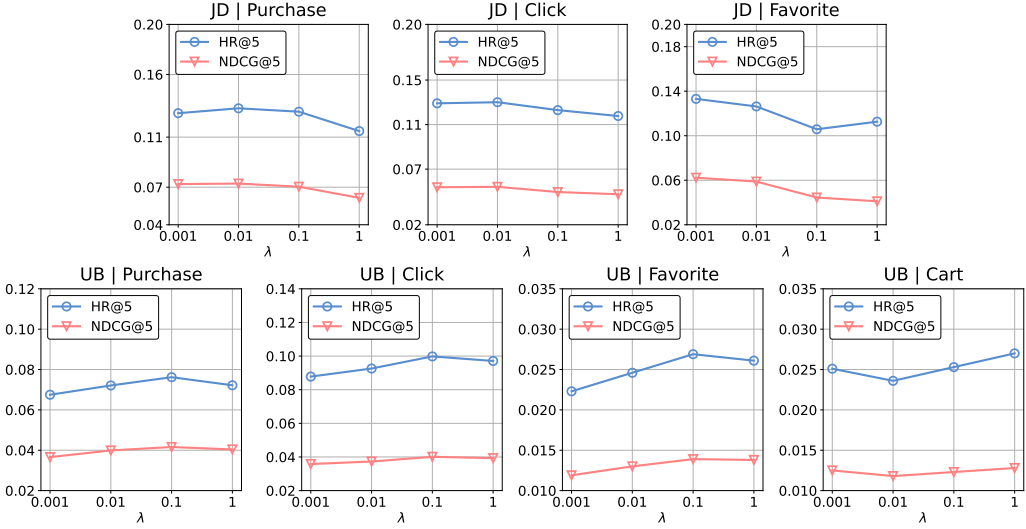 JD | Purchase
0.20
0.16
0.11
0.07
0.04
HR@5
NDCG@5
0.001 0.01 0.1 1
λ
JD | Click
0.20
0.15
0.11
0.07
0.02
HR@5
NDCG@5
0.001 0.01 0.1 1
λ
JD | Favorite
0.20
0.18
0.14
0.10
0.06
0.02
HR@5
NDCG@5
0.001 0.01 0.1 1
λ
UB | Purchase
0.12
0.10
0.08
0.06
0.04
0.02
HR@5
NDCG@5
0.001 0.01 0.1 1
λ
UB | Click
0.14
0.12
0.10
0.08
0.06
0.04
0.02
HR@5
NDCG@5
0.001 0.01 0.1 1
λ
UB | Favorite
0.035
0.030
0.025
0.020
0.015
0.010
HR@5
NDCG@5
0.001 0.01 0.1 1
λ
UB | Cart
0.035
0.030
0.025
0.020
0.015
0.010
HR@5
NDCG@5
0.001 0.01 0.1 1
λ